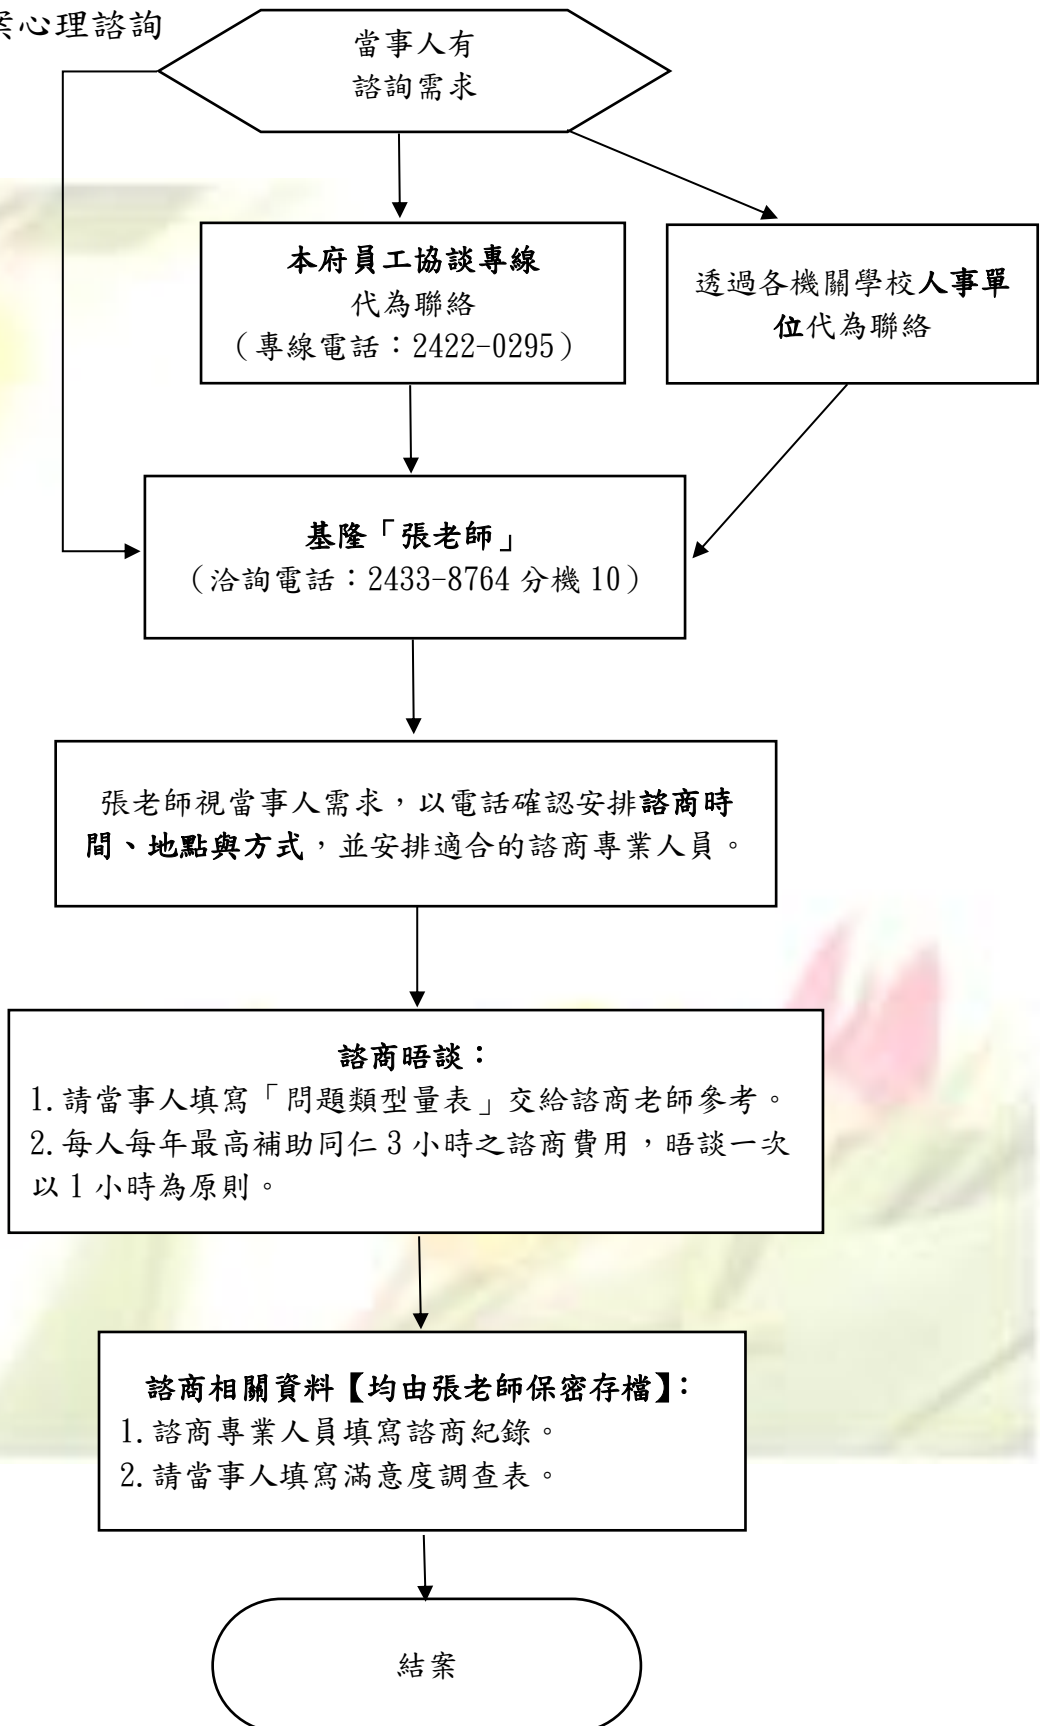 心理諮詢
當事人有
諮詢需求
本府員工協談專線
代為聯絡
（專線電話：2422-0295）
透過各機關學校人事單
位代為聯絡
基隆「張老師」
（洽詢電話：2433-8764 分機 10）
張老師視當事人需求，以電話確認安排諮商時
間、地點與方式，並安排適合的諮商專業人員。
諮商晤談：
1.請當事人填寫「問題類型量表」交給諮商老師參考。
2.每人每年最高補助同仁 3 小時之諮商費用，晤談一次
以 1 小時為原則。
諮商相關資料【均由張老師保密存檔】：
1.諮商專業人員填寫諮商紀錄。
2.請當事人填寫滿意度調查表。
結案